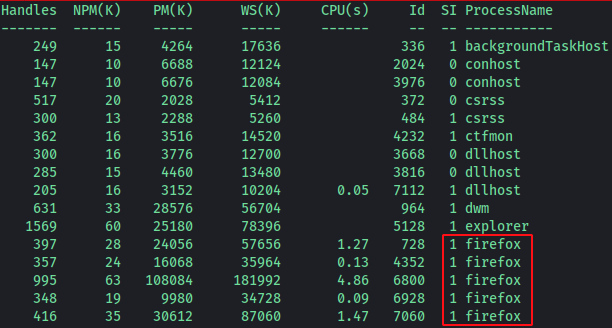 Handles NPM(K) PM(K) WS(K) CPU(s) Id SI ProcessName
------- ------ ----- ----- ------ -- -- -----------
249 15 4264 17636 336 1 backgroundTaskHost
147 10 6688 12124 2024 0 conhost
147 10 6676 12084 3976 0 conhost
517 20 2028 5412 372 0 csrss
300 13 2288 5260 484 1 csrss
362 16 3516 14520 4232 1 ctfmon
300 16 3776 12700 3668 0 dllhost
285 15 4460 13480 3816 0 dllhost
205 16 3152 10204 0.05 7112 1 dllhost
631 33 28576 56704 964 1 dwm
1569 60 25180 78396 5128 1 explorer
397 28 24056 57656 1.27 728 1 firefox
357 24 16068 35964 0.13 4352 1 firefox
995 63 108084 181992 4.86 6800 1 firefox
348 19 9980 34728 0.09 6928 1 firefox
416 35 30612 87060 1.47 7060 1 firefox